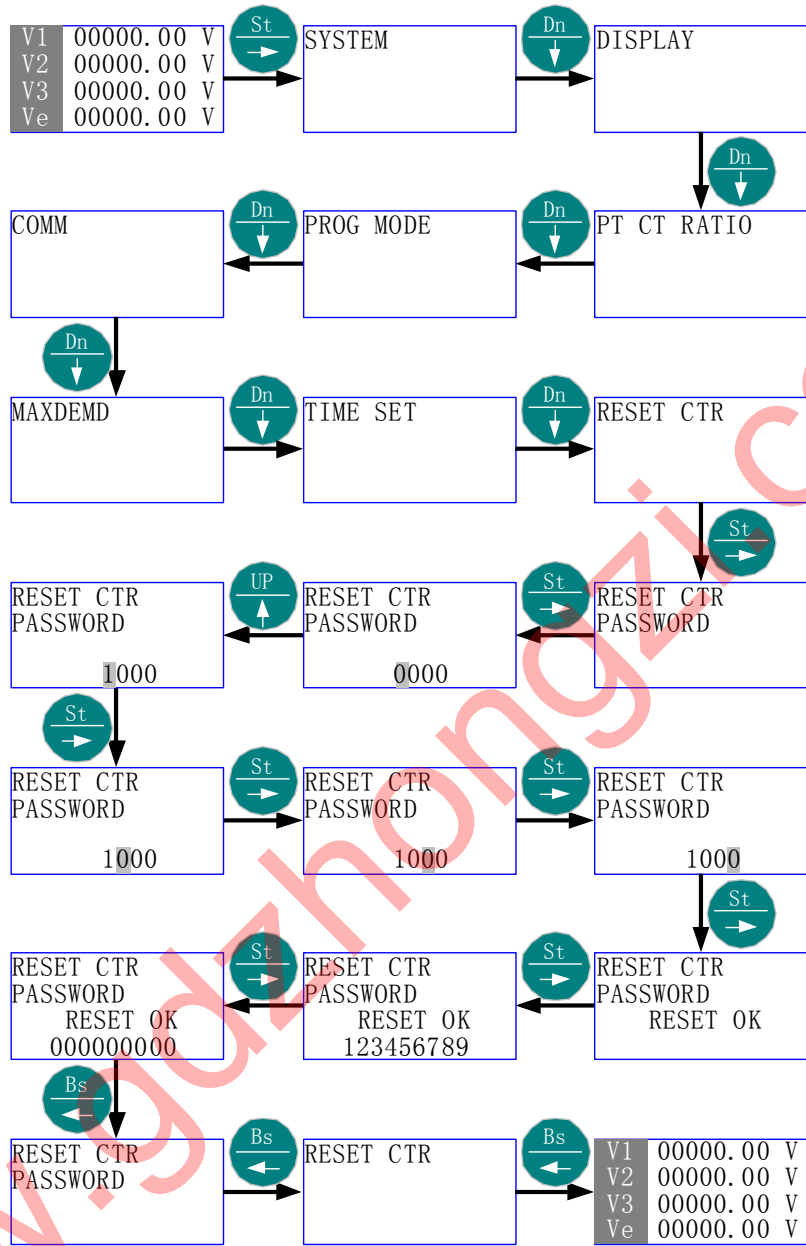 V1 00000.00 V
V2 00000.00 V
V3 00000.00 V
Ve 00000.00 V
St
SYSTEM
Dn
DISPLAY
Dn
PT CT RATIO
Dn
PROG MODE
Dn
COMM
Dn
MAXDEMD
Dn
TIME SET
Dn
RESET CTR
St
RESET CTR
PASSWORD
St
RESET CTR
PASSWORD
0000
UP
RESET CTR
PASSWORD
1000
St
RESET CTR
PASSWORD
1000
St
RESET CTR
PASSWORD
1000
St
RESET CTR
PASSWORD
1000
St
RESET CTR
PASSWORD
RESET OK
St
RESET CTR
PASSWORD
RESET OK
123456789
St
RESET CTR
PASSWORD
RESET OK
000000000
Bs
RESET CTR
PASSWORD
Bs
RESET CTR
Bs
V1 00000.00 V
V2 00000.00 V
V3 00000.00 V
Ve 00000.00 V
.gdzhongzi.c